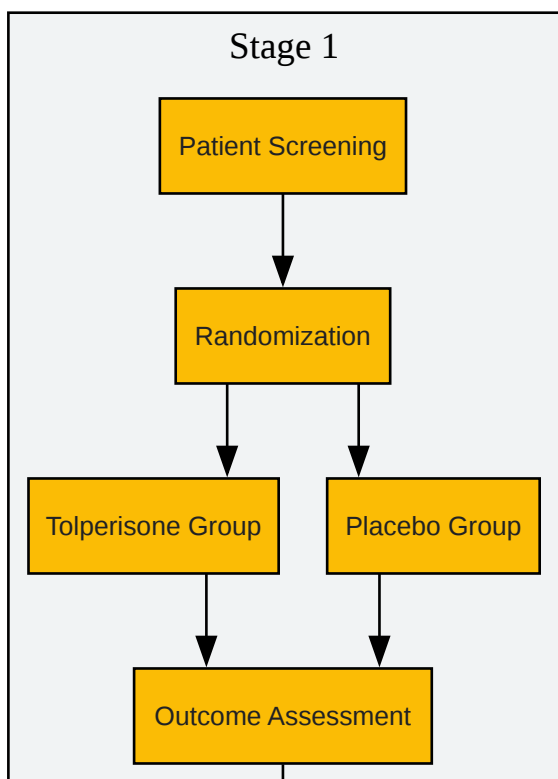 Stage 1
Patient Screening
Randomization
Tolperisone Group
Placebo Group
Outcome Assessment